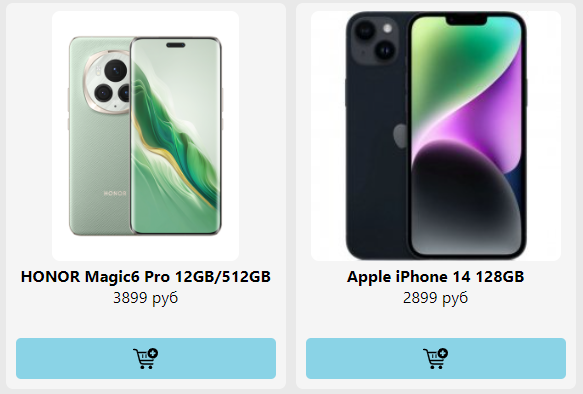 HONOR
HONOR Magic6 Pro 12GB/512GB
3899 руб
Apple iPhone 14 128GB
2899 руб